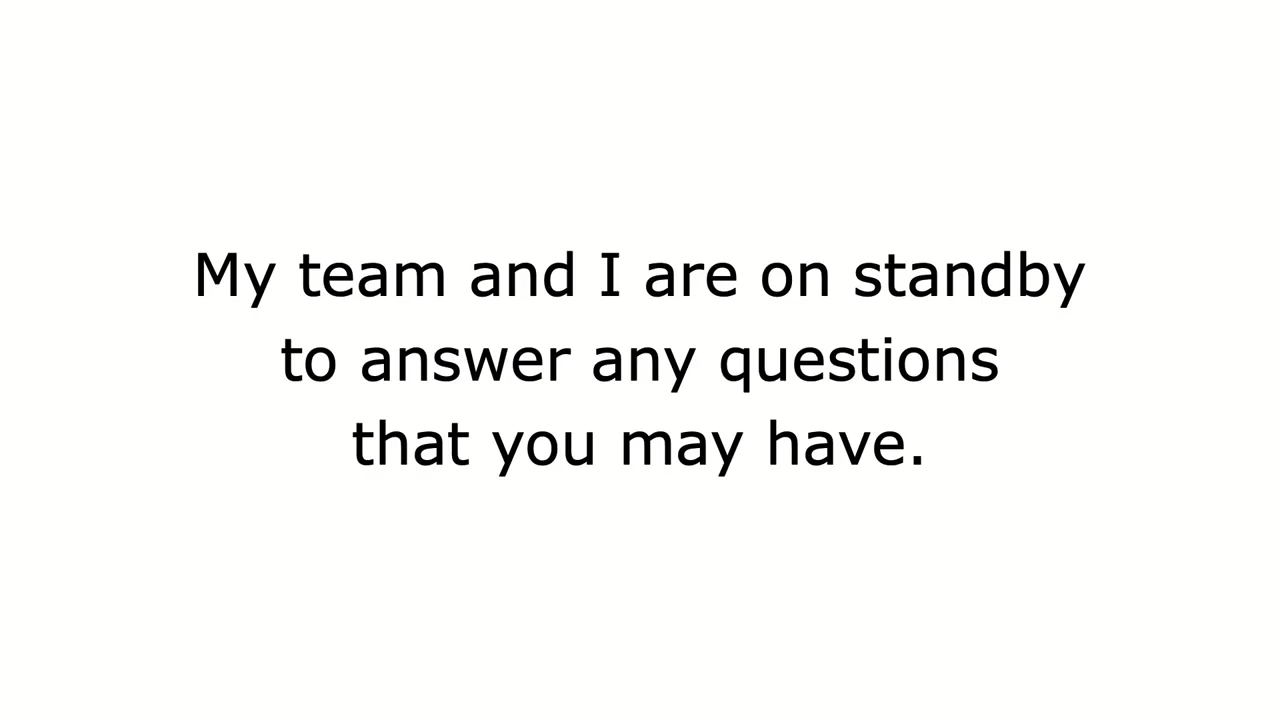 My team and I are on standby
to answer any questions
that you may have.